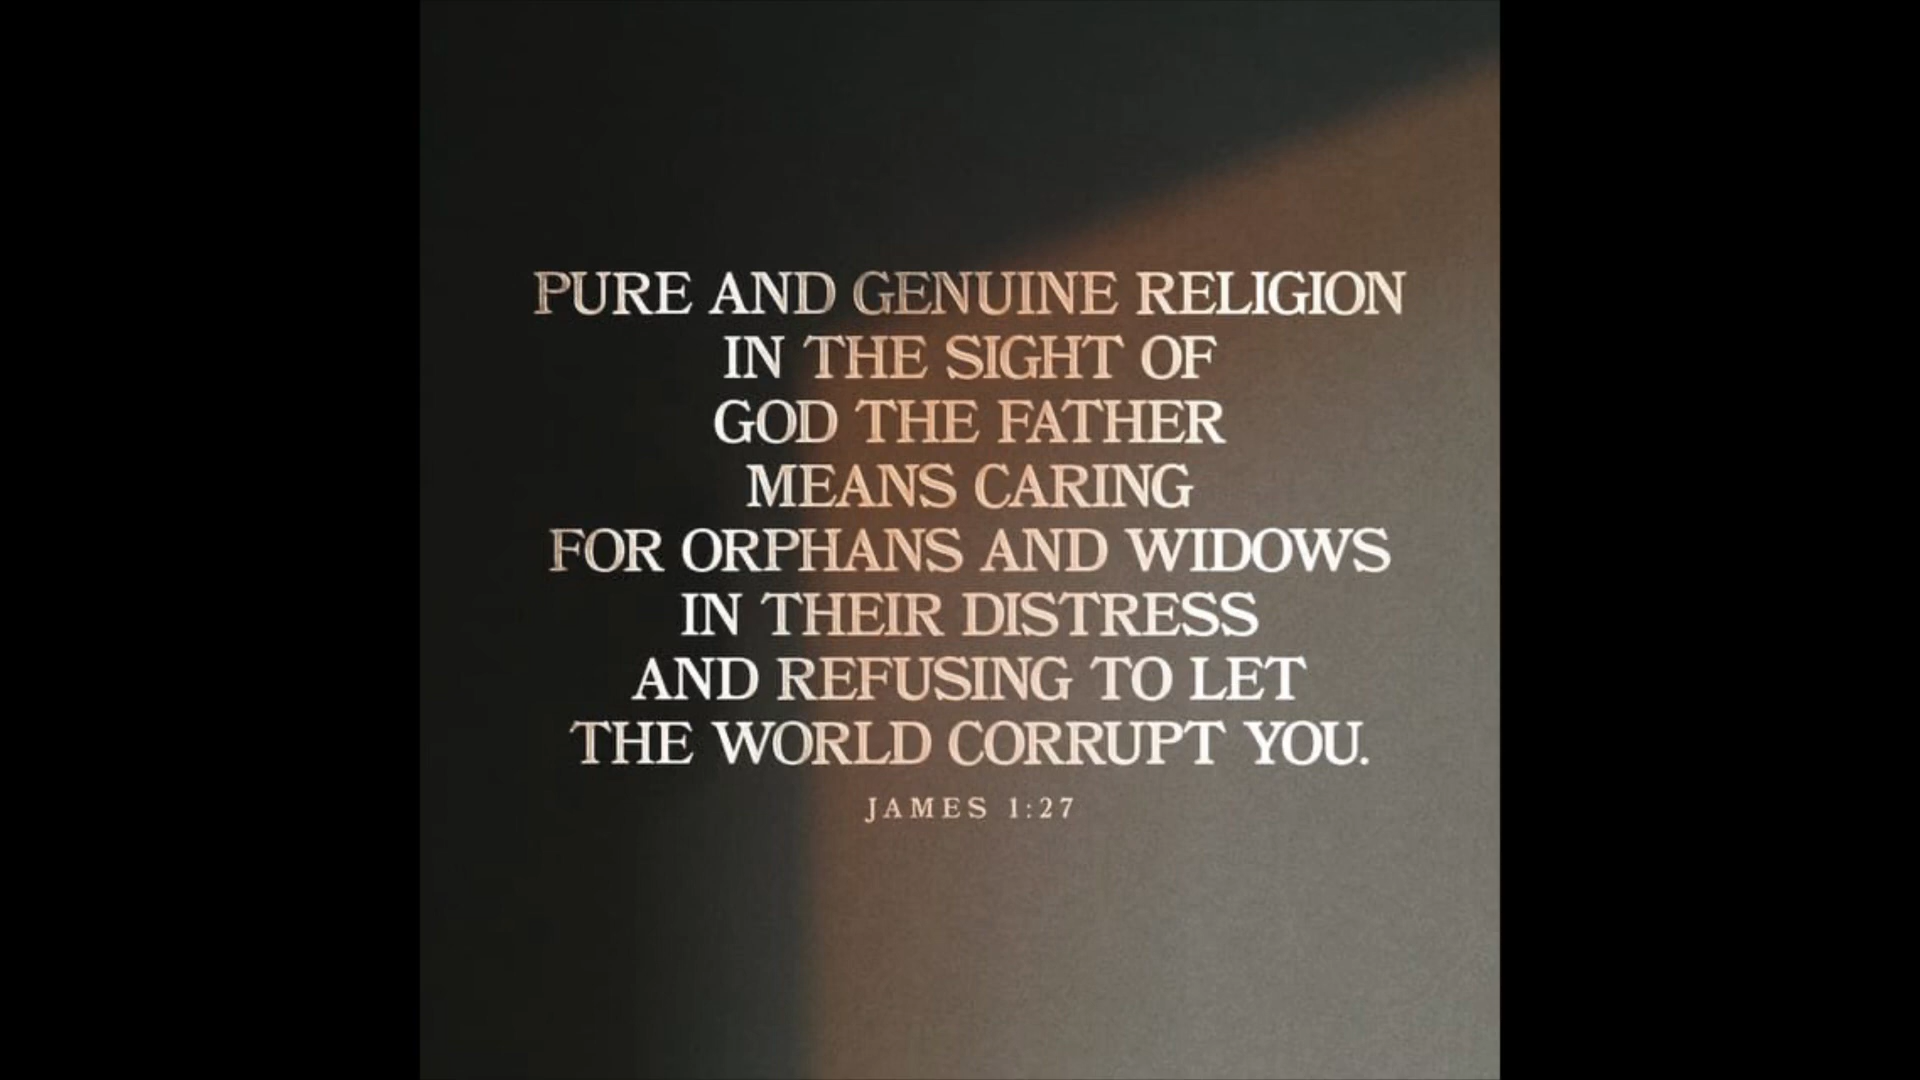 PURE AND GENUINE RELIGION
IN THE SIGHT OF
GOD THE FATHER
MEANS CARING
FOR ORPHANS AND WIDOWS
IN THEIR DISTRESS
AND REFUSING TO LET
THE WORLD CORRUPT YOU.
JAMES 1:27